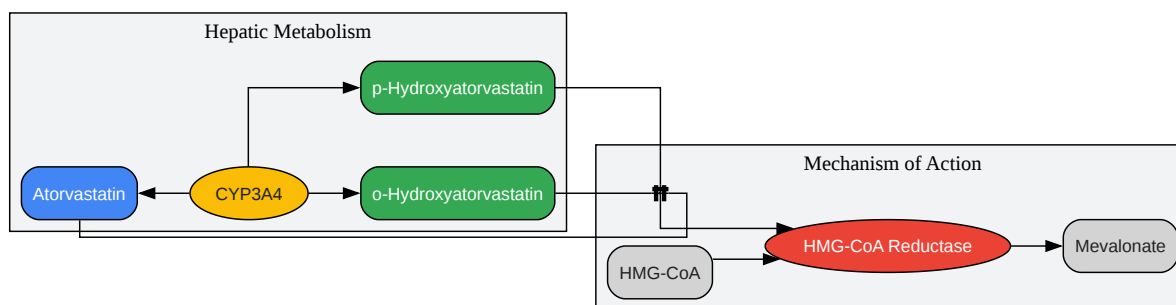 Hepatic Metabolism
p-Hydroxyatorvastatin
Atorvastatin
CYP3A4
o-Hydroxyatorvastatin
Mechanism of Action
HMG-CoA Reductase
Mevalonate
HMG-CoA